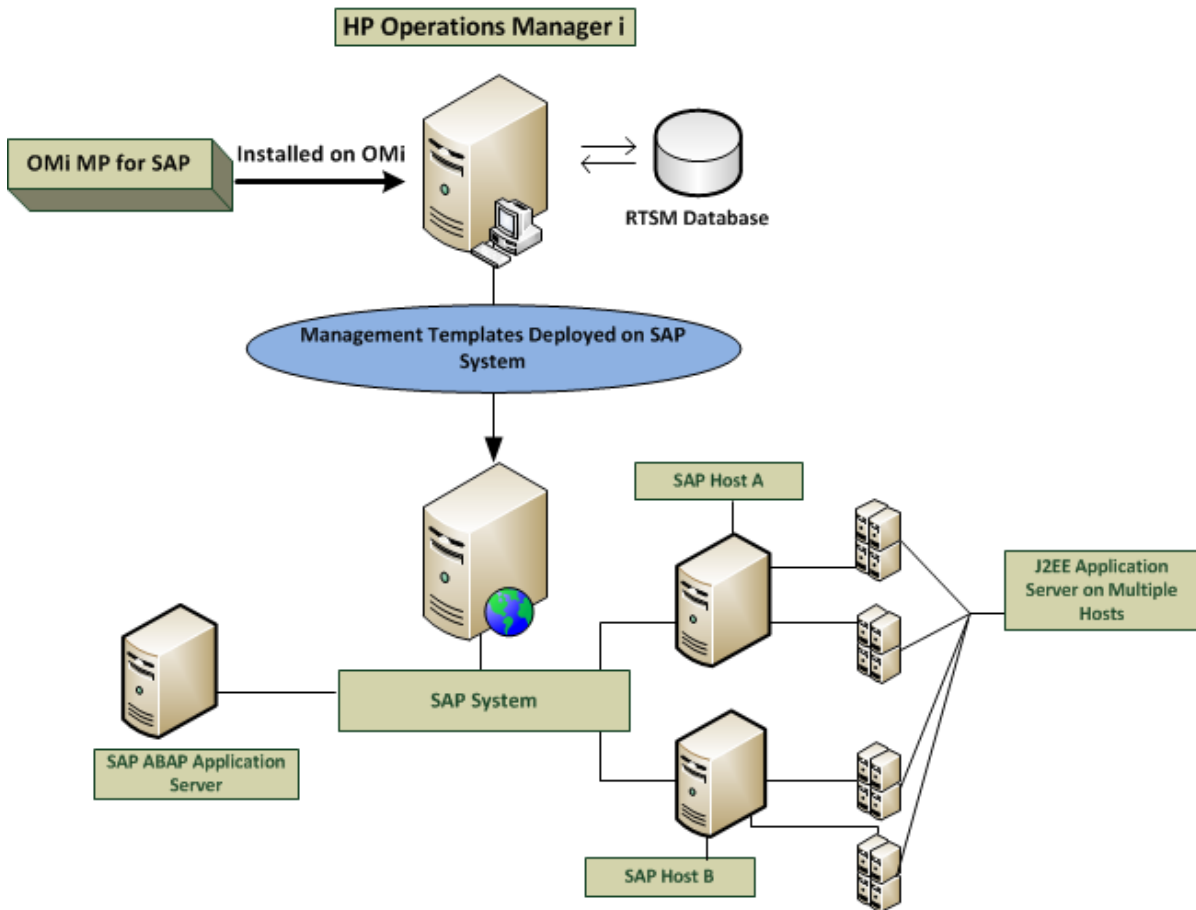 HP Operations Manager i
OMi MP for SAP
Installed on OMi
RTSM Database
Management Templates Deployed on SAP
System
SAP Host A
J2EE Application
Server on Multiple
Hosts
SAP System
SAP ABAP Application
Server
SAP Host B